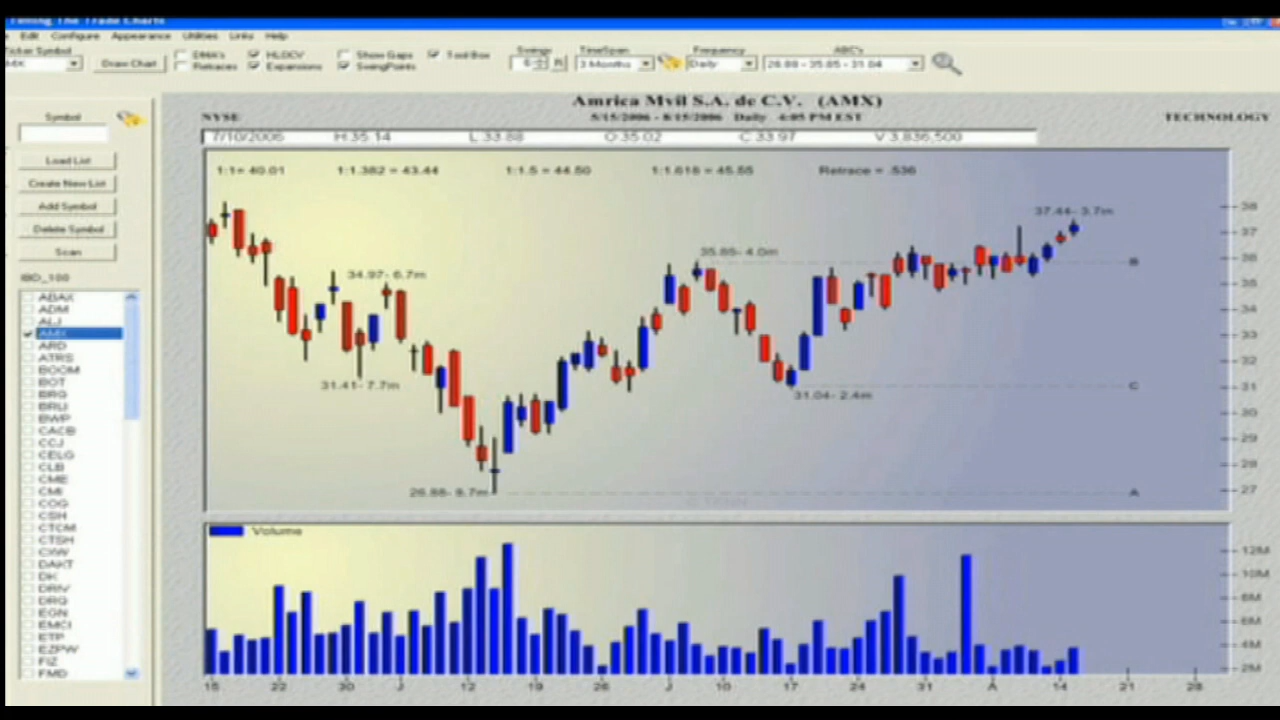 Timing The Trade Charts
Edit Configure Appearance Utilities Links Help
Ticker Symbol
Draw Chart
DMA's
Retraces
HLOCV
Expansions
Show Gaps
SwingPoints
Tool Box
Swings
6
TimeSpan
3 Months
Frequency
Daily
ABC's
26.88 - 35.85 - 31.04
Amrica Mvil S.A. de C.V. (AMX)
NYSE 5/15/2006 - 8/15/2006 Daily 4:05 PM EST TECHNOLOGY
7/10/2006 H:35.14 L:33.88 O:35.02 C:33.97 V:3,836,500
1:1= 40.01 1:1.382 = 43.44 1:1.5 = 44.50 1:1.618 = 45.55 Retrace = .536
Symbol
Load List
Create New List
Add Symbol
Delete Symbol
Scan
IBD_100
ABAX
ADM
ALJ
AMX
ARD
ATRS
BOOM
BOT
BRG
BRLI
BWP
CACB
CCJ
CELG
CLB
CME
CMI
COG
CSH
CTCM
CTSH
CXW
DAKT
DK
DRIV
DRQ
EGN
EMCI
ETP
EZPW
FIZ
FMD
37.44- 3.7m
35.85- 4.0m
34.97- 6.7m
31.41- 7.7m
31.04- 2.4m
26.88- 8.7m
B
C
A
38
37
36
35
34
33
32
31
30
29
28
27
Volume
12M
10M
8M
6M
4M
2M
15 22 30 J 12 19 26 J 10 17 24 31 A 14 21 28